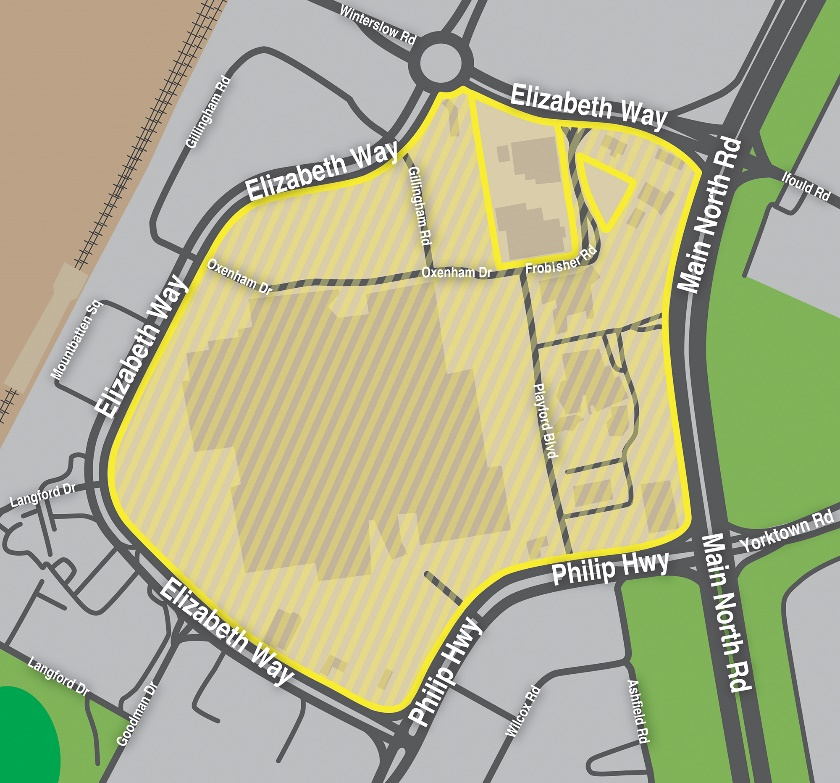 Winterslow Rd
Elizabeth Way
Gillingham Rd
Elizabeth Way
Main North Rd
Ifould Rd
Gillingham Rd
Oxenham Dr
Oxenham Dr
Frobisher Rd
Mountbatten Sq
Elizabeth Way
Playford Blvd
Langford Dr
Yorktown Rd
Philip Hwy
Main North Rd
Elizabeth Way
Philip Hwy
Langford Dr
Goodman Dr
Wilcox Rd
Ashfield Rd